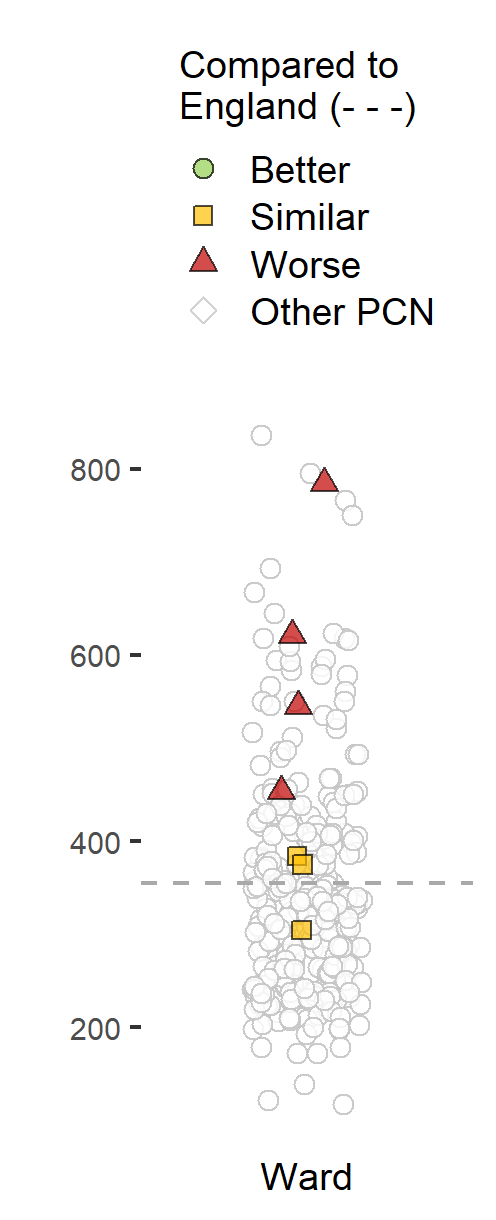 Compared to
England (- - -)
Better
Similar
Worse
Other PCN
800
600
400
200
Ward